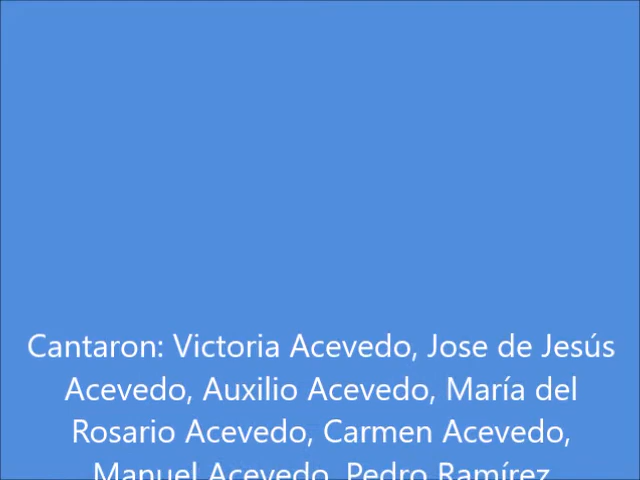 Cantaron: Victoria Acevedo, Jose de Jesús
Acevedo, Auxilio Acevedo, María del
Rosario Acevedo, Carmen Acevedo,
Manuel Acevedo, Pedro Ramírez